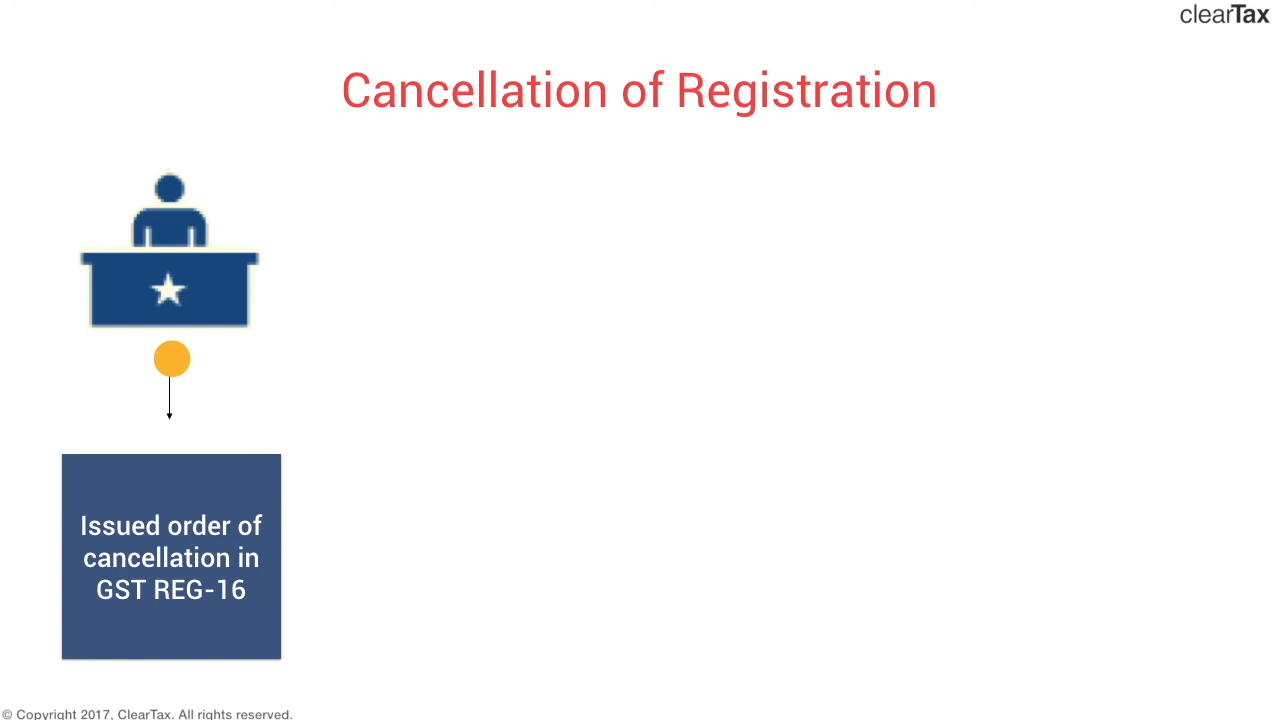 clearTax
Cancellation of Registration
Issued order of
cancellation in
GST REG-16
© Copyright 2017, ClearTax. All rights reserved.